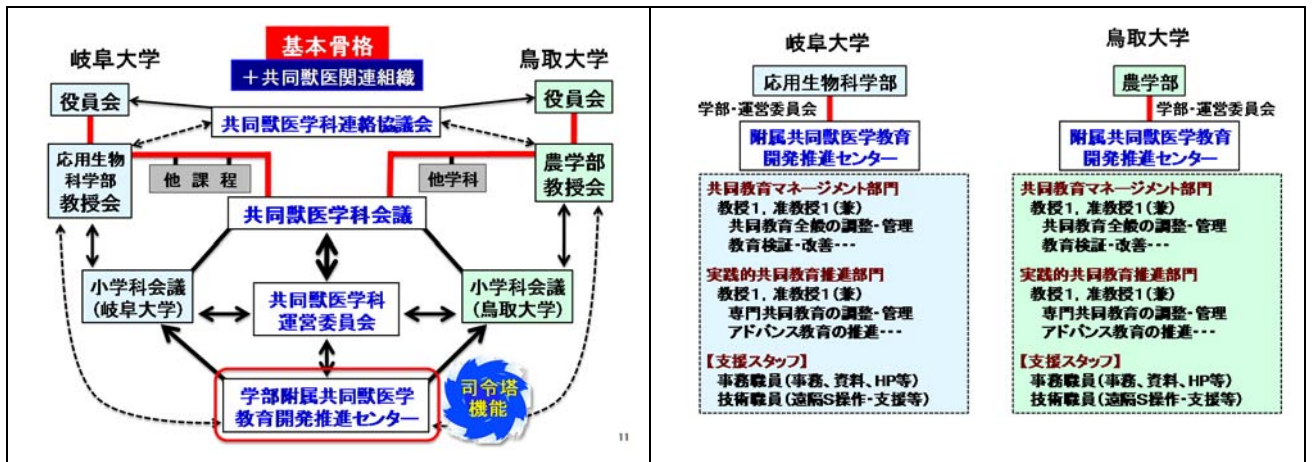 基本骨格
+共同獣医関連組織
岐阜大学
鳥取大学
役員会
役員会
共同獣医学科連絡協議会
応用生物
科学部
教授会
他 課 程
他学科
農学部
教授会
共同獣医学科会議
小学科会議
(岐阜大学)
共同獣医学科
運営委員会
小学科会議
(鳥取大学)
学部附属共同獣医学
教育開発推進センター
司令塔
機能
11
岐阜大学
応用生物科学部
学部・運営委員会
附属共同獣医学教育
開発推進センター
共同教育マネージメント部門
教授1, 准教授1(兼)
共同教育全般の調整・管理
教育検証・改善・・・
実践的共同教育推進部門
教授1, 准教授1(兼)
専門共同教育の調整・管理
アドバンス教育の推進・・・
【支援スタッフ】
事務職員(事務、資料、HP等)
技術職員(遠隔S操作・支援等)
鳥取大学
農学部
学部・運営委員会
附属共同獣医学教育
開発推進センター
共同教育マネージメント部門
教授1, 准教授1(兼)
共同教育全般の調整・管理
教育検証・改善・・・
実践的共同教育推進部門
教授1, 准教授1(兼)
専門共同教育の調整・管理
アドバンス教育の推進・・・
【支援スタッフ】
事務職員(事務、資料、HP等)
技術職員(遠隔S操作・支援等)